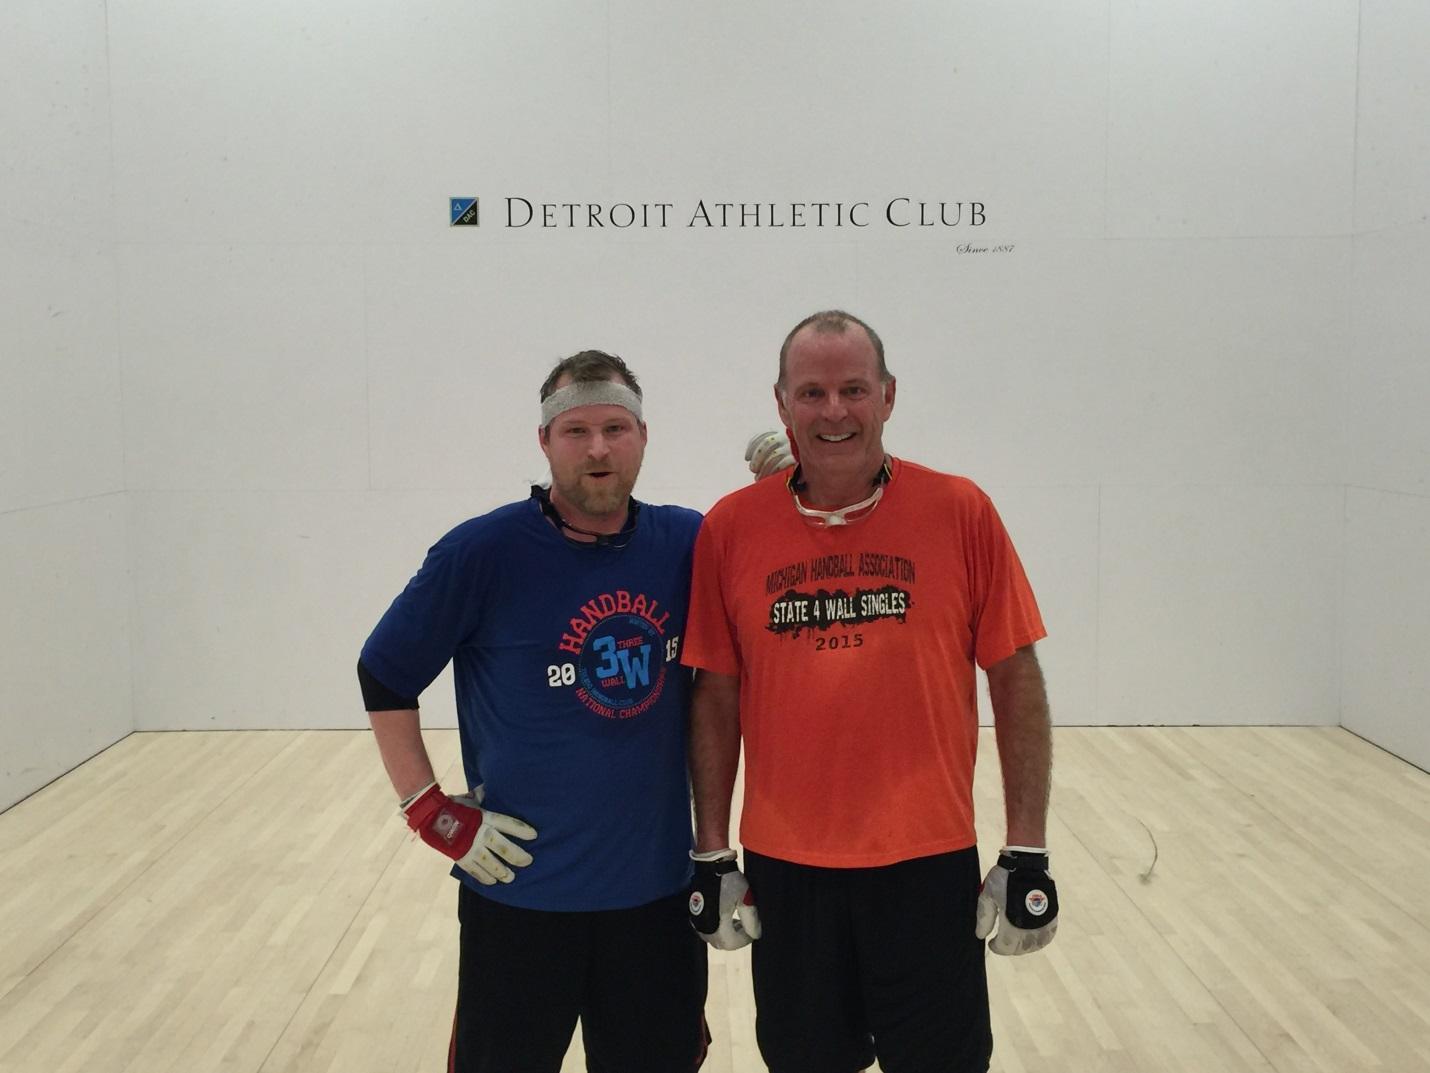 DAC
DETROIT ATHLETIC CLUB
Since 1887
HANDBALL
20 15
3W
THREE
WALL
NATIONAL CHAMPIONSHIPS
MICHIGAN HANDBALL ASSOCIATION
STATE 4 WALL SINGLES
2015